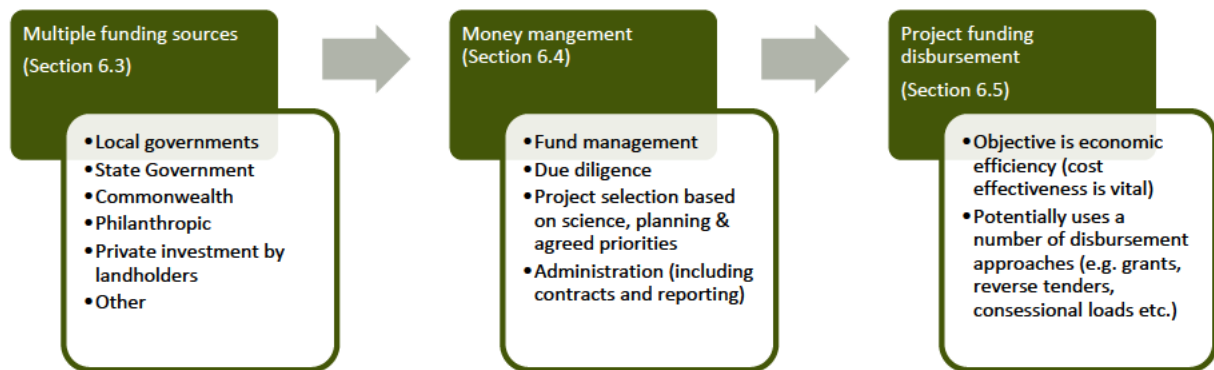 Multiple funding sources
(Section 6.3)
•Local governments
•State Government
•Commonwealth
•Philanthropic
•Private investment by
landholders
•Other
Money mangement
(Section 6.4)
•Fund management
•Due diligence
•Project selection based
on science, planning &
agreed priorities
•Administration (including
contracts and reporting)
Project funding
disbursement
(Section 6.5)
•Objective is economic
efficiency (cost
effectiveness is vital)
•Potentially uses a
number of disbursement
approaches (e.g. grants,
reverse tenders,
consessional loads etc.)